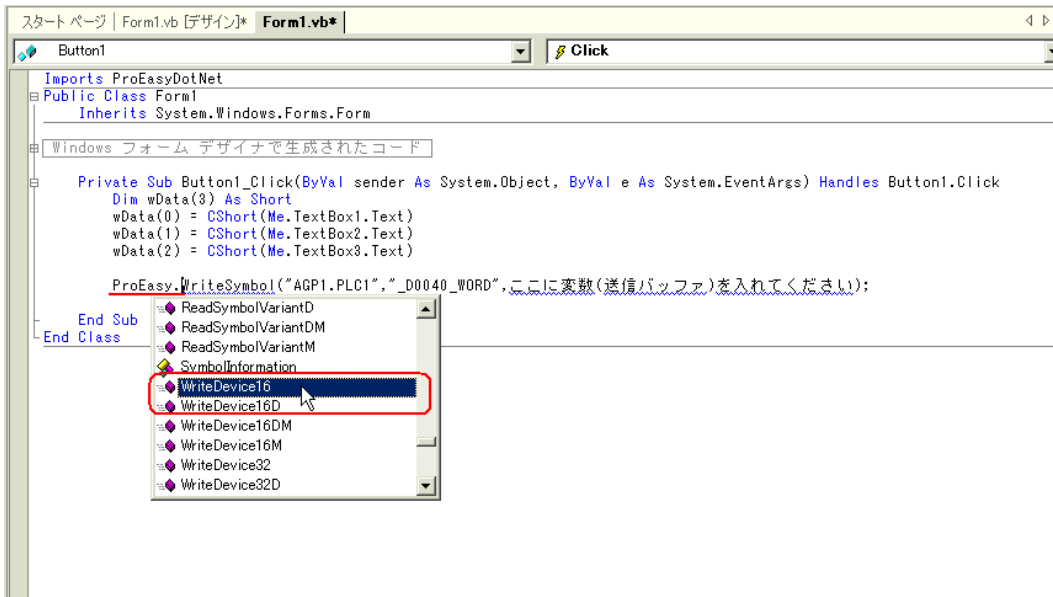 スタート ページ | Form1.vb [デザイン]* Form1.vb*
Button1 Click
Imports ProEasyDotNet
Public Class Form1
Inherits System.Windows.Forms.Form
Windows フォーム デザイナで生成されたコード
Private Sub Button1_Click(ByVal sender As System.Object, ByVal e As System.EventArgs) Handles Button1.Click
Dim wData(3) As Short
wData(0) = CShort(Me.TextBox1.Text)
wData(1) = CShort(Me.TextBox2.Text)
wData(2) = CShort(Me.TextBox3.Text)
ProEasy.WriteSymbol("AGP1.PLC1","_D0040_WORD",ここに変数(送信バッファ)を入れてください);
ReadSymbolVariantD
End Sub
ReadSymbolVariantDM
End Class
ReadSymbolVariantM
SymbolInformation
WriteDevice16
WriteDevice16D
WriteDevice16DM
WriteDevice16M
WriteDevice32
WriteDevice32D